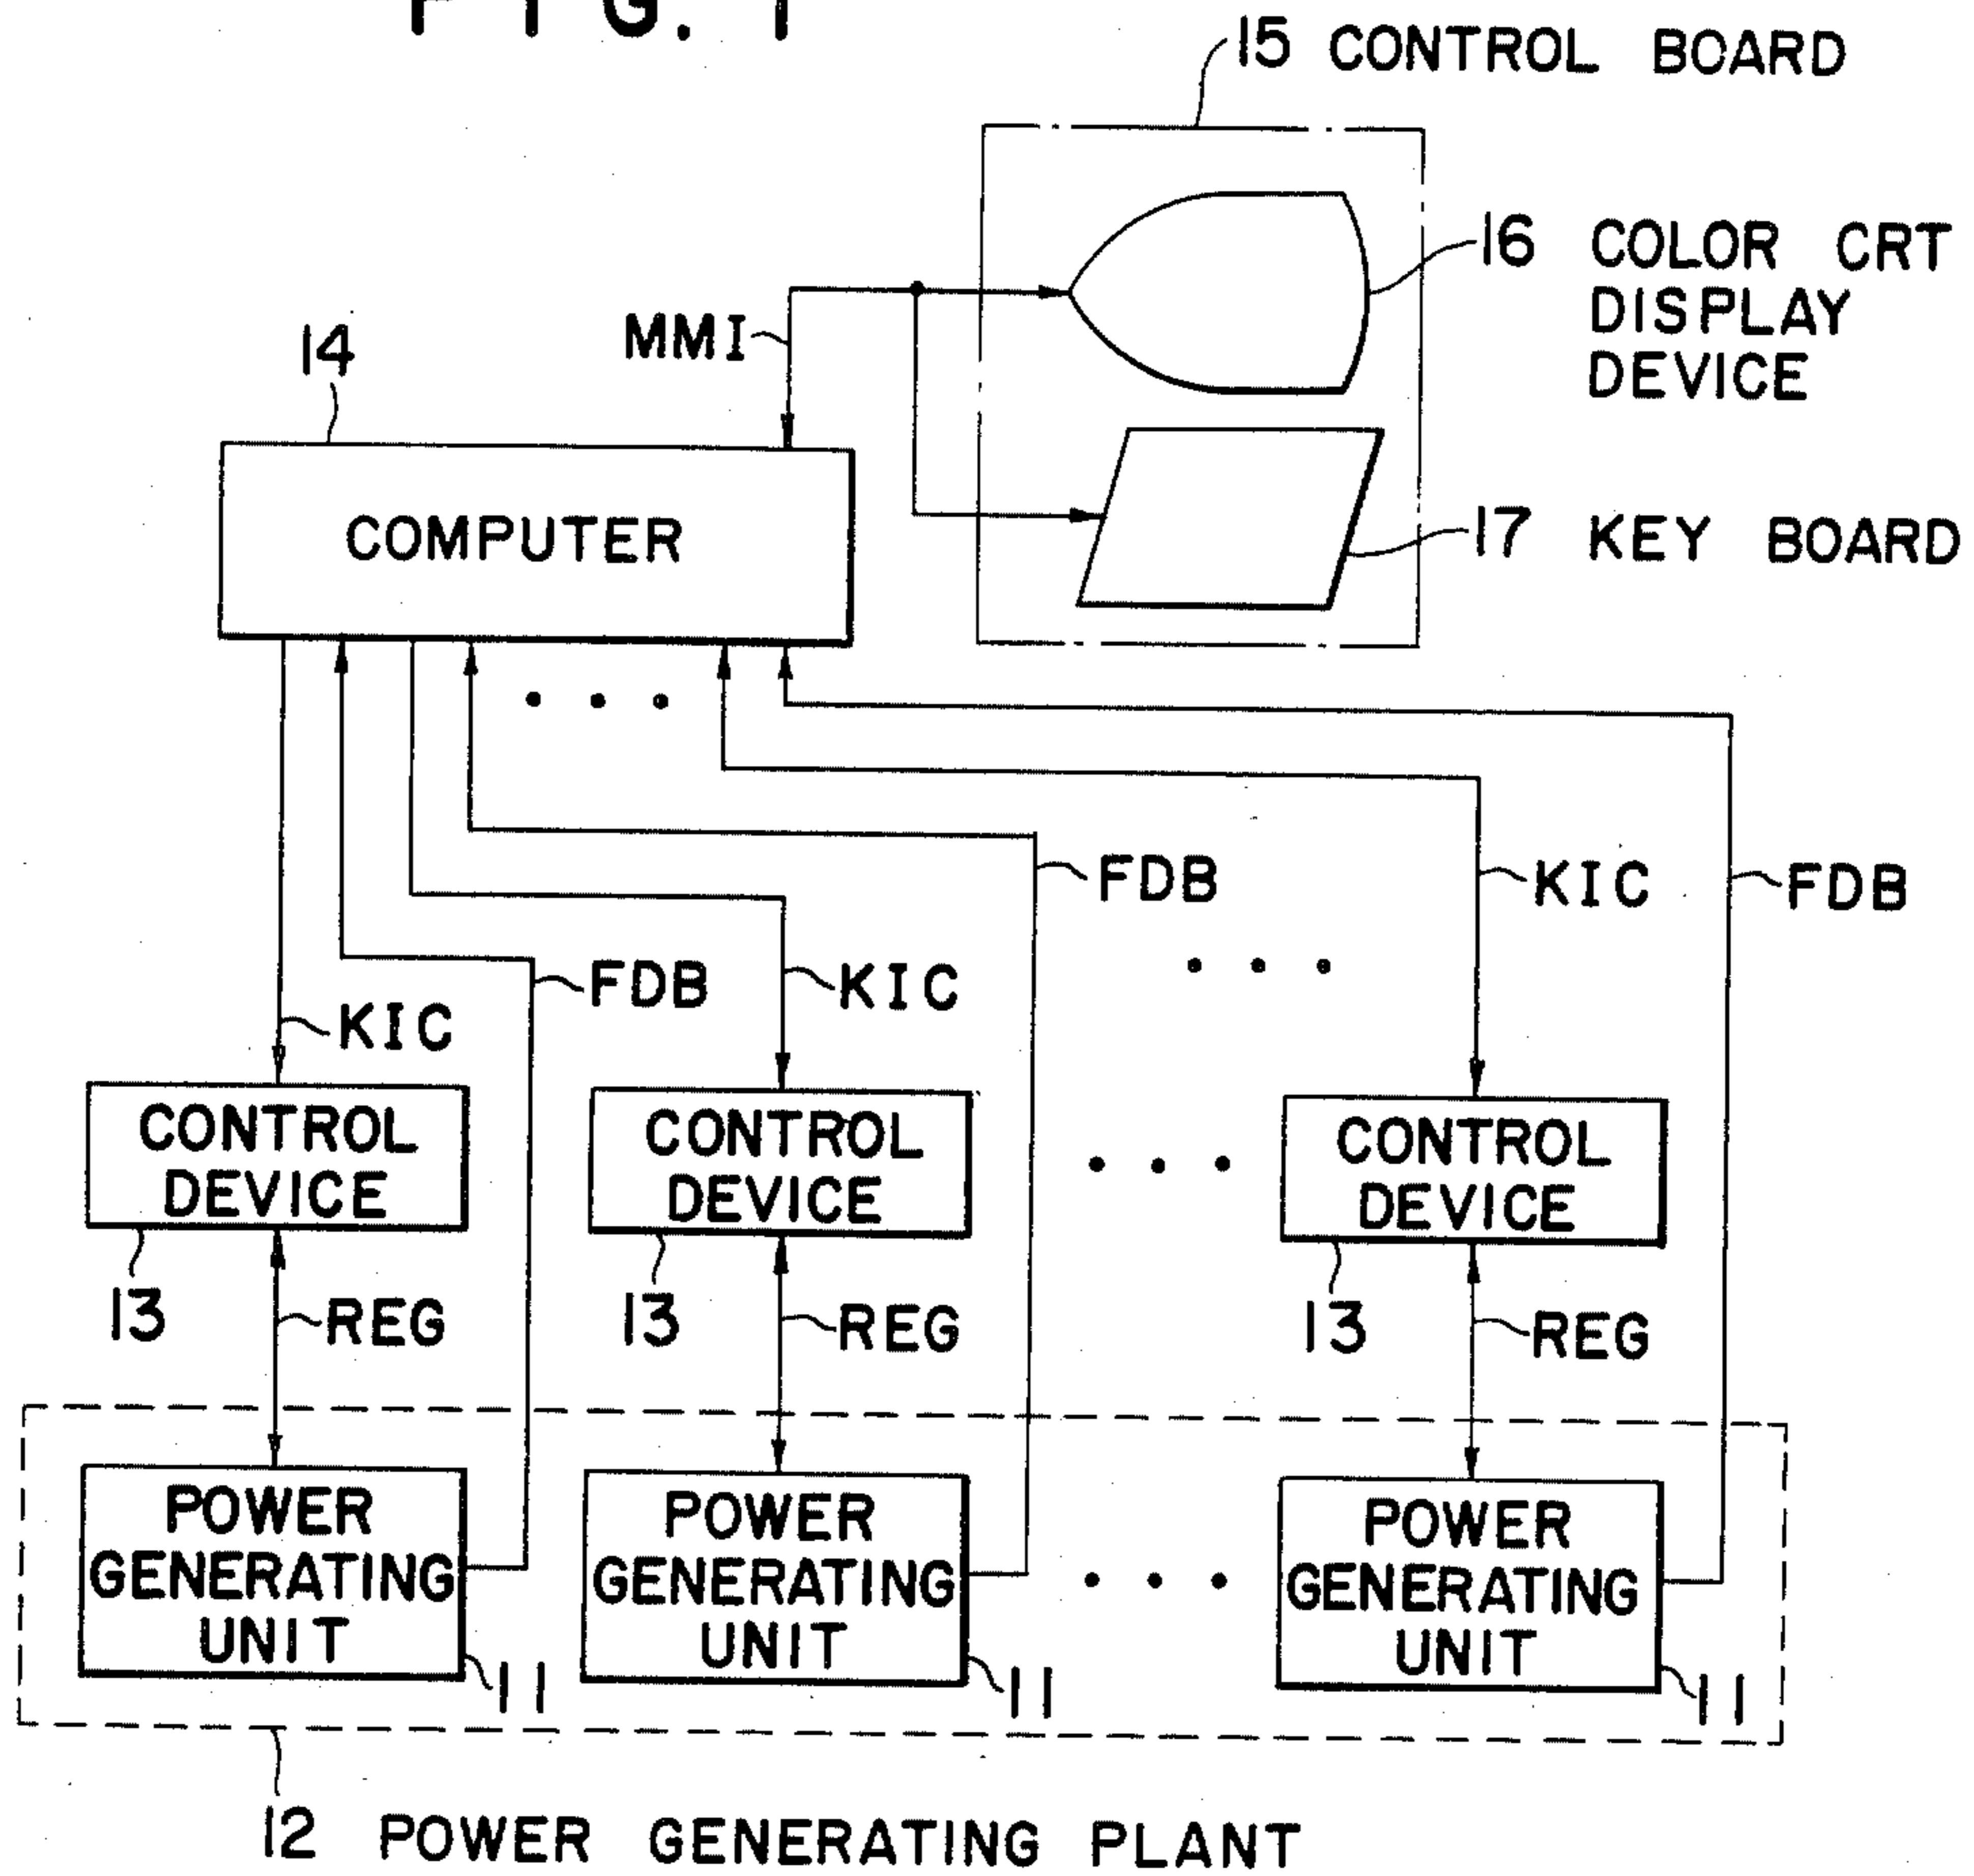 FIG. 1
15 CONTROL BOARD
16 COLOR CRT
DISPLAY
DEVICE
MMI
14
COMPUTER
17 KEY BOARD
FDB
KIC
FDB
FDB
KIC
KIC
CONTROL
DEVICE
CONTROL
DEVICE
CONTROL
DEVICE
13
REG
13
REG
13
REG
POWER
GENERATING
UNIT
POWER
GENERATING
UNIT
POWER
GENERATING
UNIT
11
11
11
12 POWER GENERATING PLANT